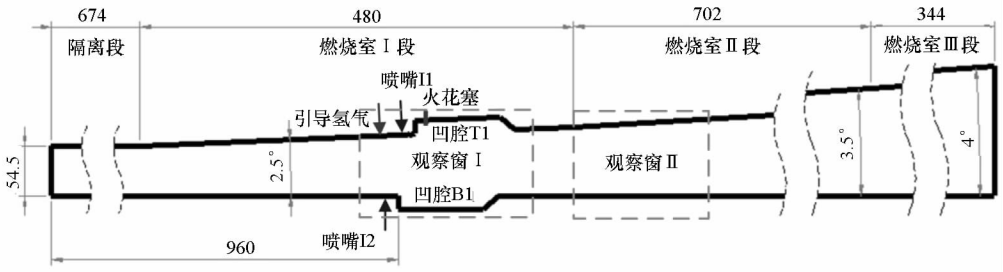 674
480
702
344
隔离段
燃烧室Ⅰ段
燃烧室Ⅱ段
燃烧室Ⅲ段
喷嘴I1
火花塞
引导氢气
凹腔T1
观察窗Ⅰ
观察窗Ⅱ
凹腔B1
喷嘴I2
54.5
2.5°
3.5°
4°
960